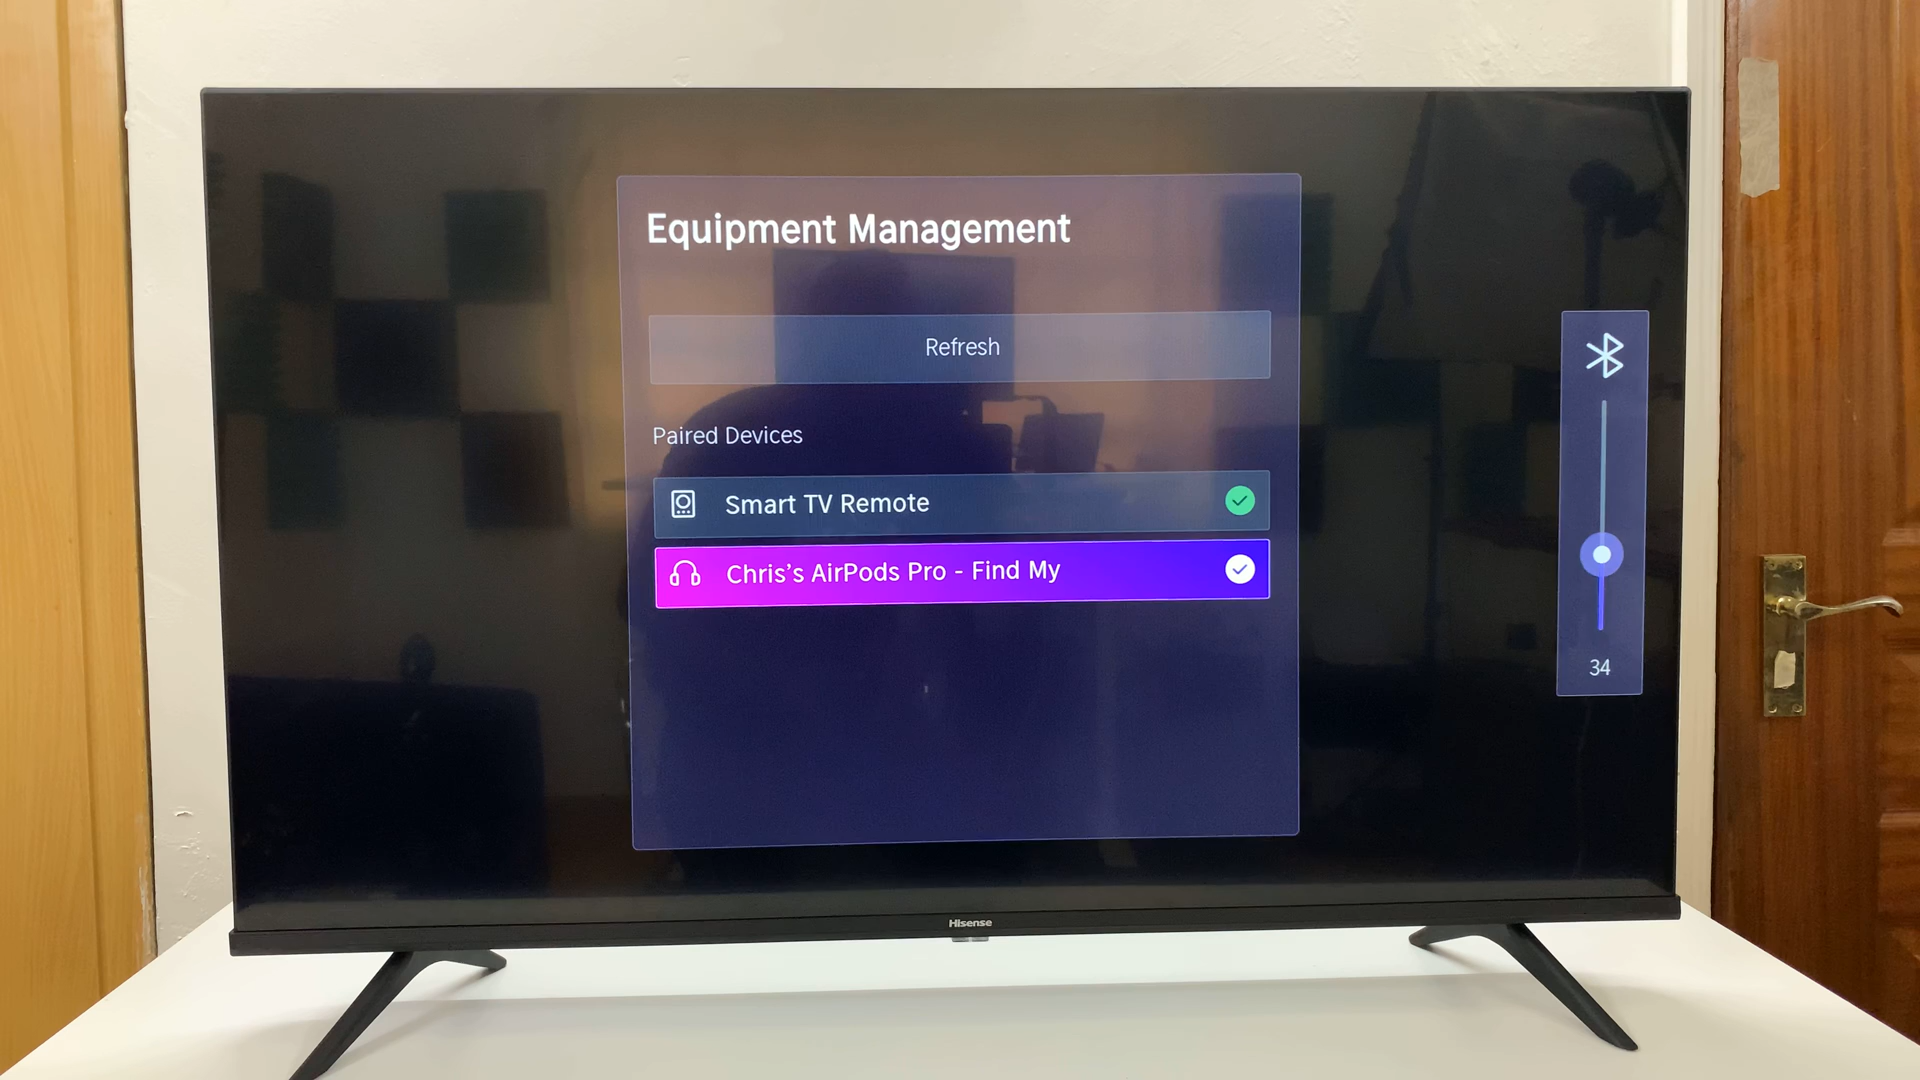 Equipment Management
Refresh
Paired Devices
Smart TV Remote
Chris’s AirPods Pro - Find My
34
Hisense